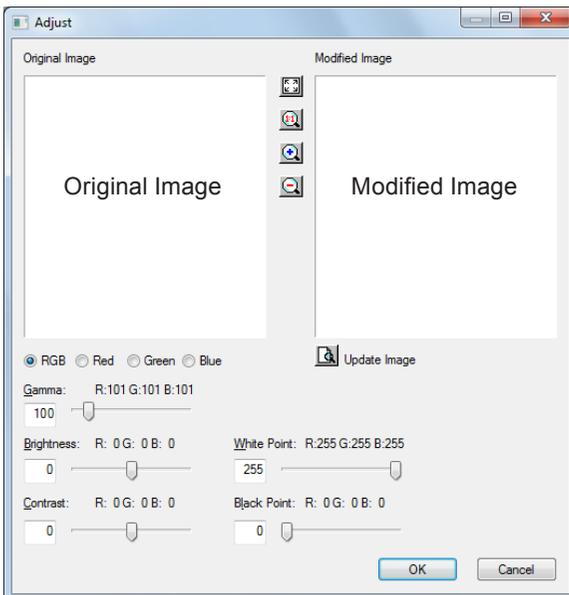 Adjust
Original Image Modified Image
1:1
Original Image Modified Image
RGB Red Green Blue Update Image
Gamma: R:101 G:101 B:101
100
Brightness: R: 0 G: 0 B: 0 White Point: R:255 G:255 B:255
0 255
Contrast: R: 0 G: 0 B: 0 Black Point: R: 0 G: 0 B: 0
0 0
OK Cancel